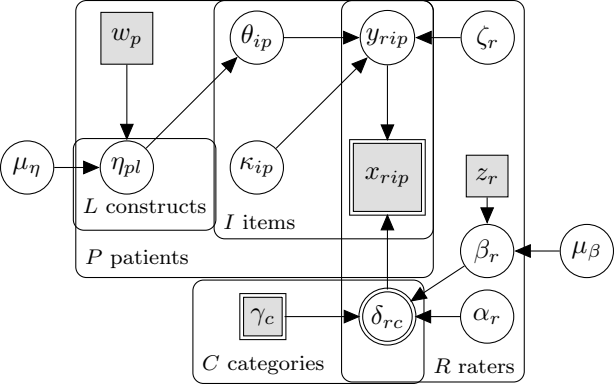 w_p θ_ip y_rip ζ_r
μ_η η_pl κ_ip x_rip z_r
L constructs
I items
P patients
β_r μ_β
γ_c δ_rc α_r
C categories
R raters